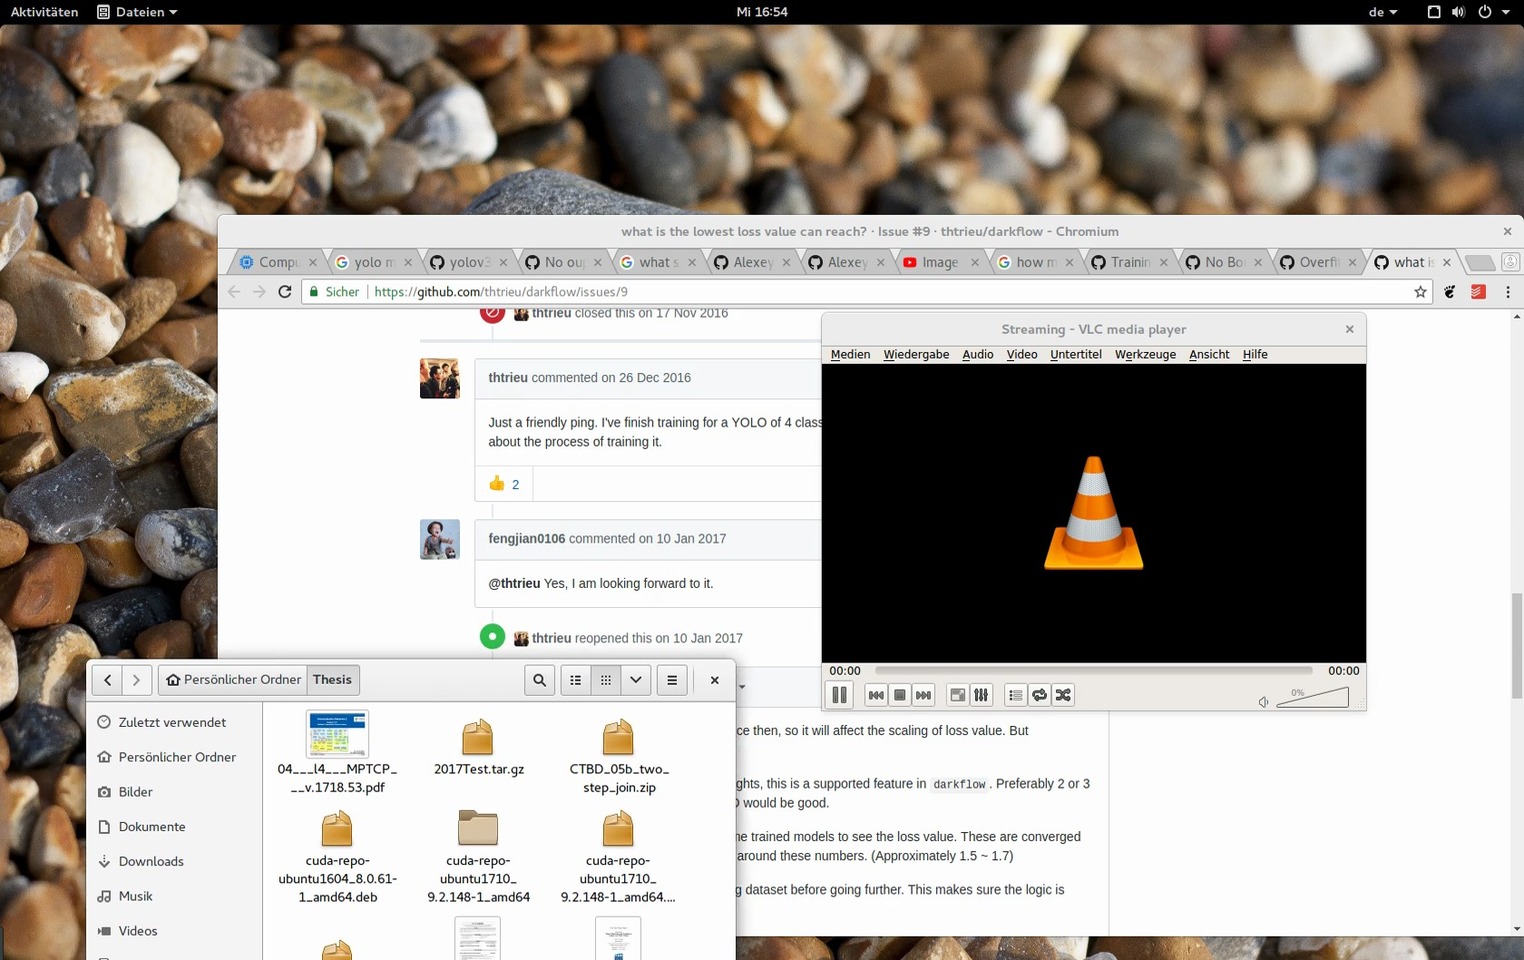 Aktivitäten Dateien Mi 16:54 de
what is the lowest loss value can reach? · Issue #9 · thtrieu/darkflow - Chromium
Compu yolo m yolov3 No ou what s Alexey Alexey Image how m Trainin No Bo Overfi what is
Sicher https://github.com/thtrieu/darkflow/issues/9
thtrieu closed this on 17 Nov 2016
thtrieu commented on 26 Dec 2016
Just a friendly ping. I've finish training for a YOLO of 4 class
about the process of training it.
2
fengjian0106 commented on 10 Jan 2017
@thtrieu Yes, I am looking forward to it.
thtrieu reopened this on 10 Jan 2017
Streaming - VLC media player
Medien Wiedergabe Audio Video Untertitel Werkzeuge Ansicht Hilfe
00:00 00:00
0%
ce then, so it will affect the scaling of loss value. But
ghts, this is a supported feature in darkflow . Preferably 2 or 3
would be good.
ne trained models to see the loss value. These are converged
around these numbers. (Approximately 1.5 ~ 1.7)
g dataset before going further. This makes sure the logic is
Persönlicher Ordner Thesis
Zuletzt verwendet
Persönlicher Ordner
Bilder
Dokumente
Downloads
Musik
Videos
04___l4___MPTCP_
__v.1718.53.pdf
2017Test.tar.gz
CTBD_05b_two_
step_join.zip
cuda-repo-
ubuntu1604_8.0.61-
1_amd64.deb
cuda-repo-
ubuntu1710_
9.2.148-1_amd64
cuda-repo-
ubuntu1710_
9.2.148-1_amd64....